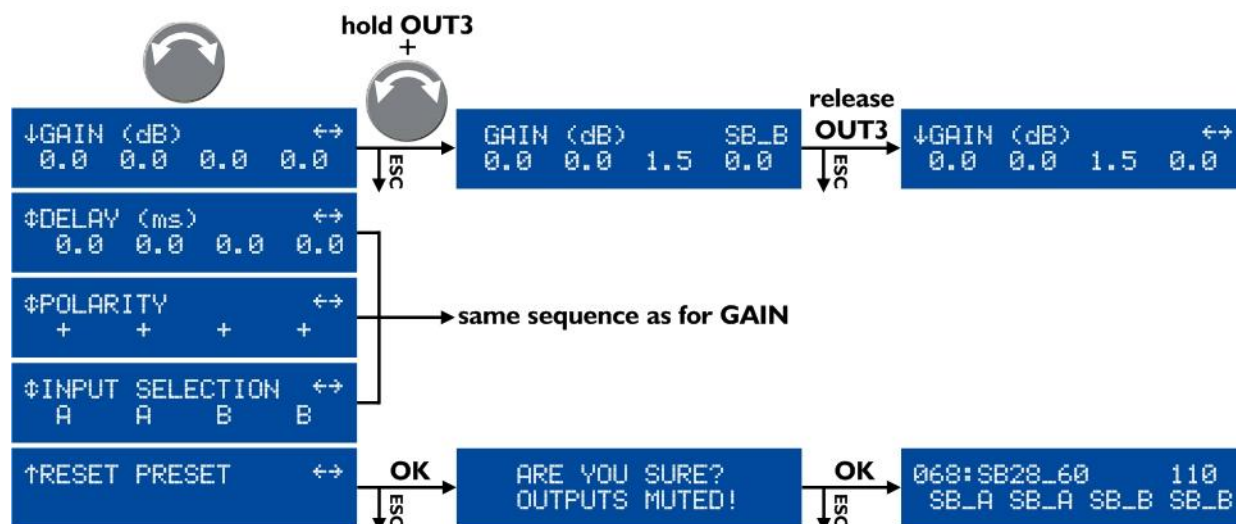 hold OUT3
+
release
OUT3
↓GAIN (dB) ↔
0.0 0.0 0.0 0.0
ESC
GAIN (dB) SB_B
0.0 0.0 1.5 0.0
ESC
↓GAIN (dB) ↔
0.0 0.0 1.5 0.0
↕DELAY (ms) ↔
0.0 0.0 0.0 0.0
↕POLARITY ↔
+ + + +
same sequence as for GAIN
↕INPUT SELECTION ↔
A A B B
↑RESET PRESET ↔
OK
ESC
ARE YOU SURE?
OUTPUTS MUTED!
OK
ESC
068:SB28_60 110
SB_A SB_A SB_B SB_B